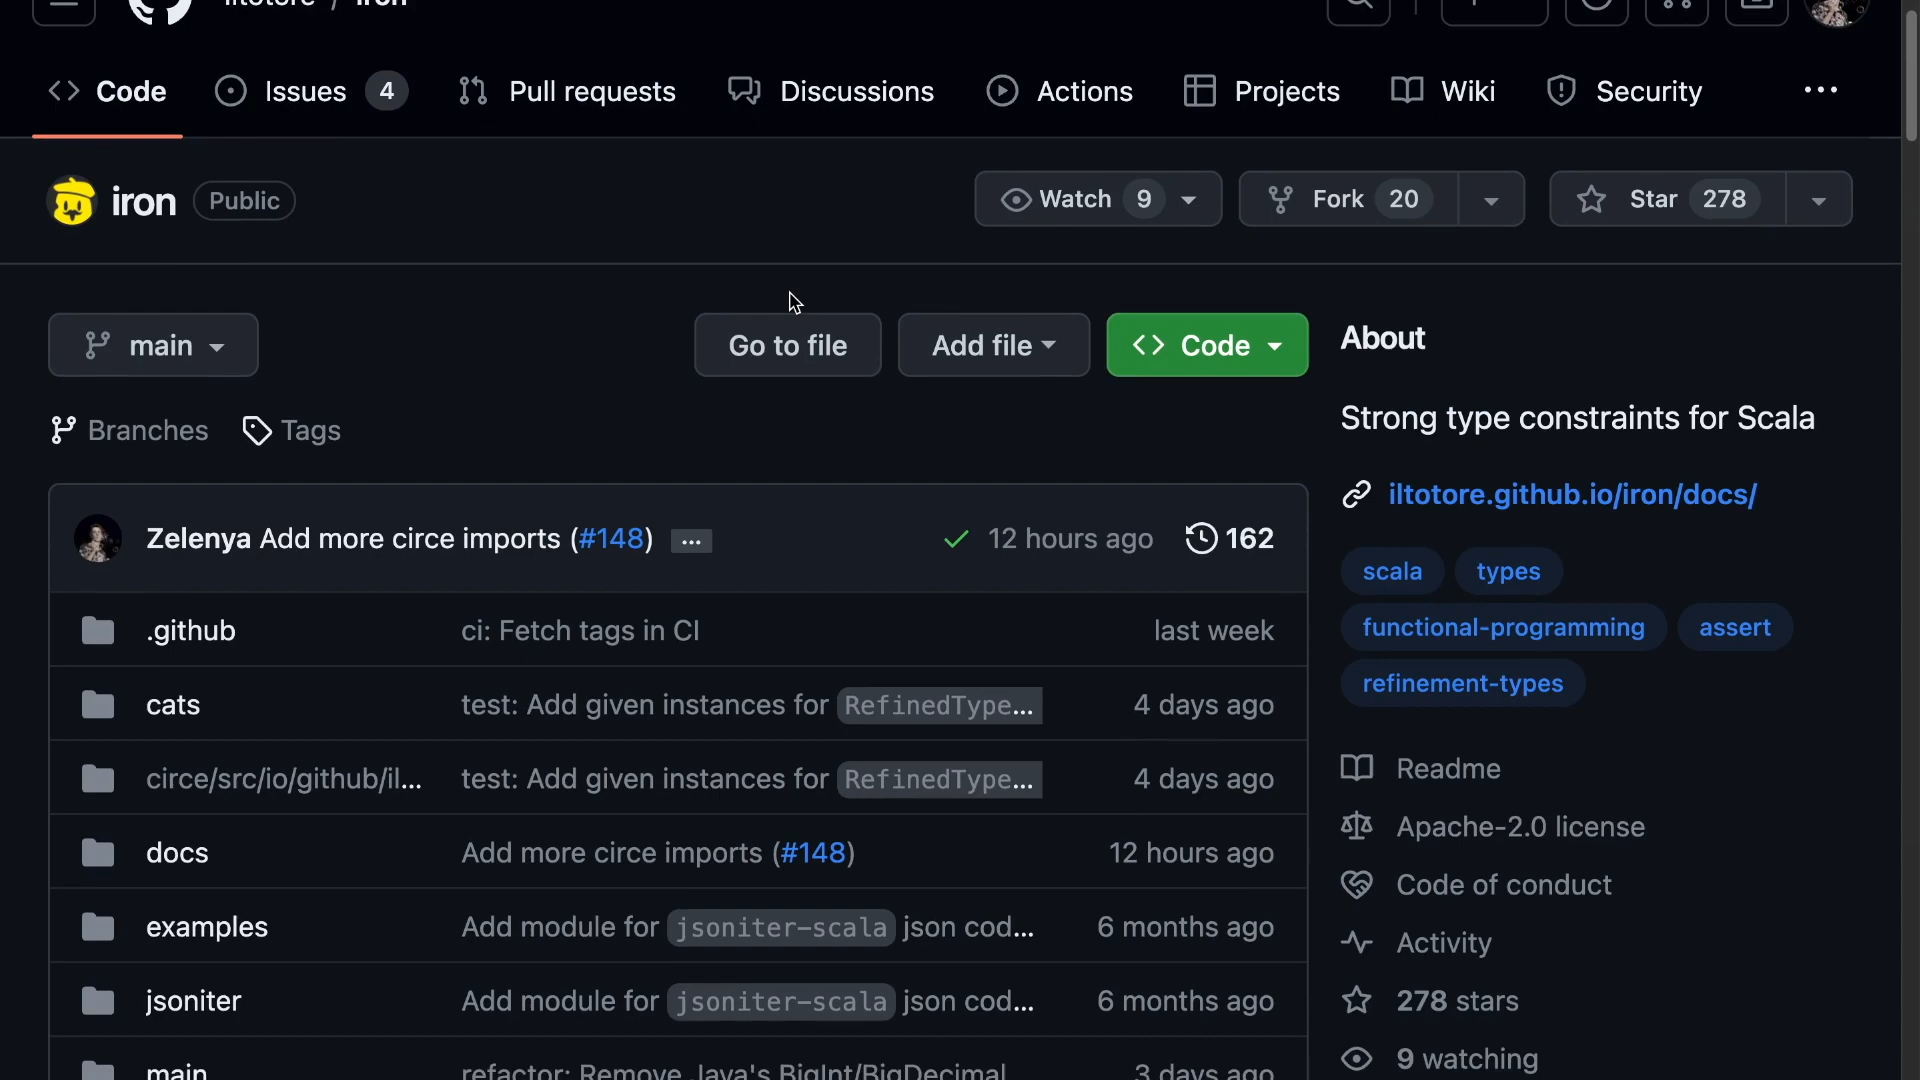 iltotore / iron
Code Issues 4 Pull requests Discussions Actions Projects Wiki Security ...
iron Public Watch 9 Fork 20 Star 278
main Go to file Add file Code
Branches Tags
Zelenya Add more circe imports (#148) ... 12 hours ago 162
.github ci: Fetch tags in CI last week
cats test: Add given instances for RefinedType... 4 days ago
circe/src/io/github/il... test: Add given instances for RefinedType... 4 days ago
docs Add more circe imports (#148) 12 hours ago
examples Add module for jsoniter-scala json cod... 6 months ago
jsoniter Add module for jsoniter-scala json cod... 6 months ago
main refactor: Remove Java's BigInt/BigDecimal 3 days ago
About
Strong type constraints for Scala
iltotore.github.io/iron/docs/
scala types
functional-programming assert
refinement-types
Readme
Apache-2.0 license
Code of conduct
Activity
278 stars
9 watching